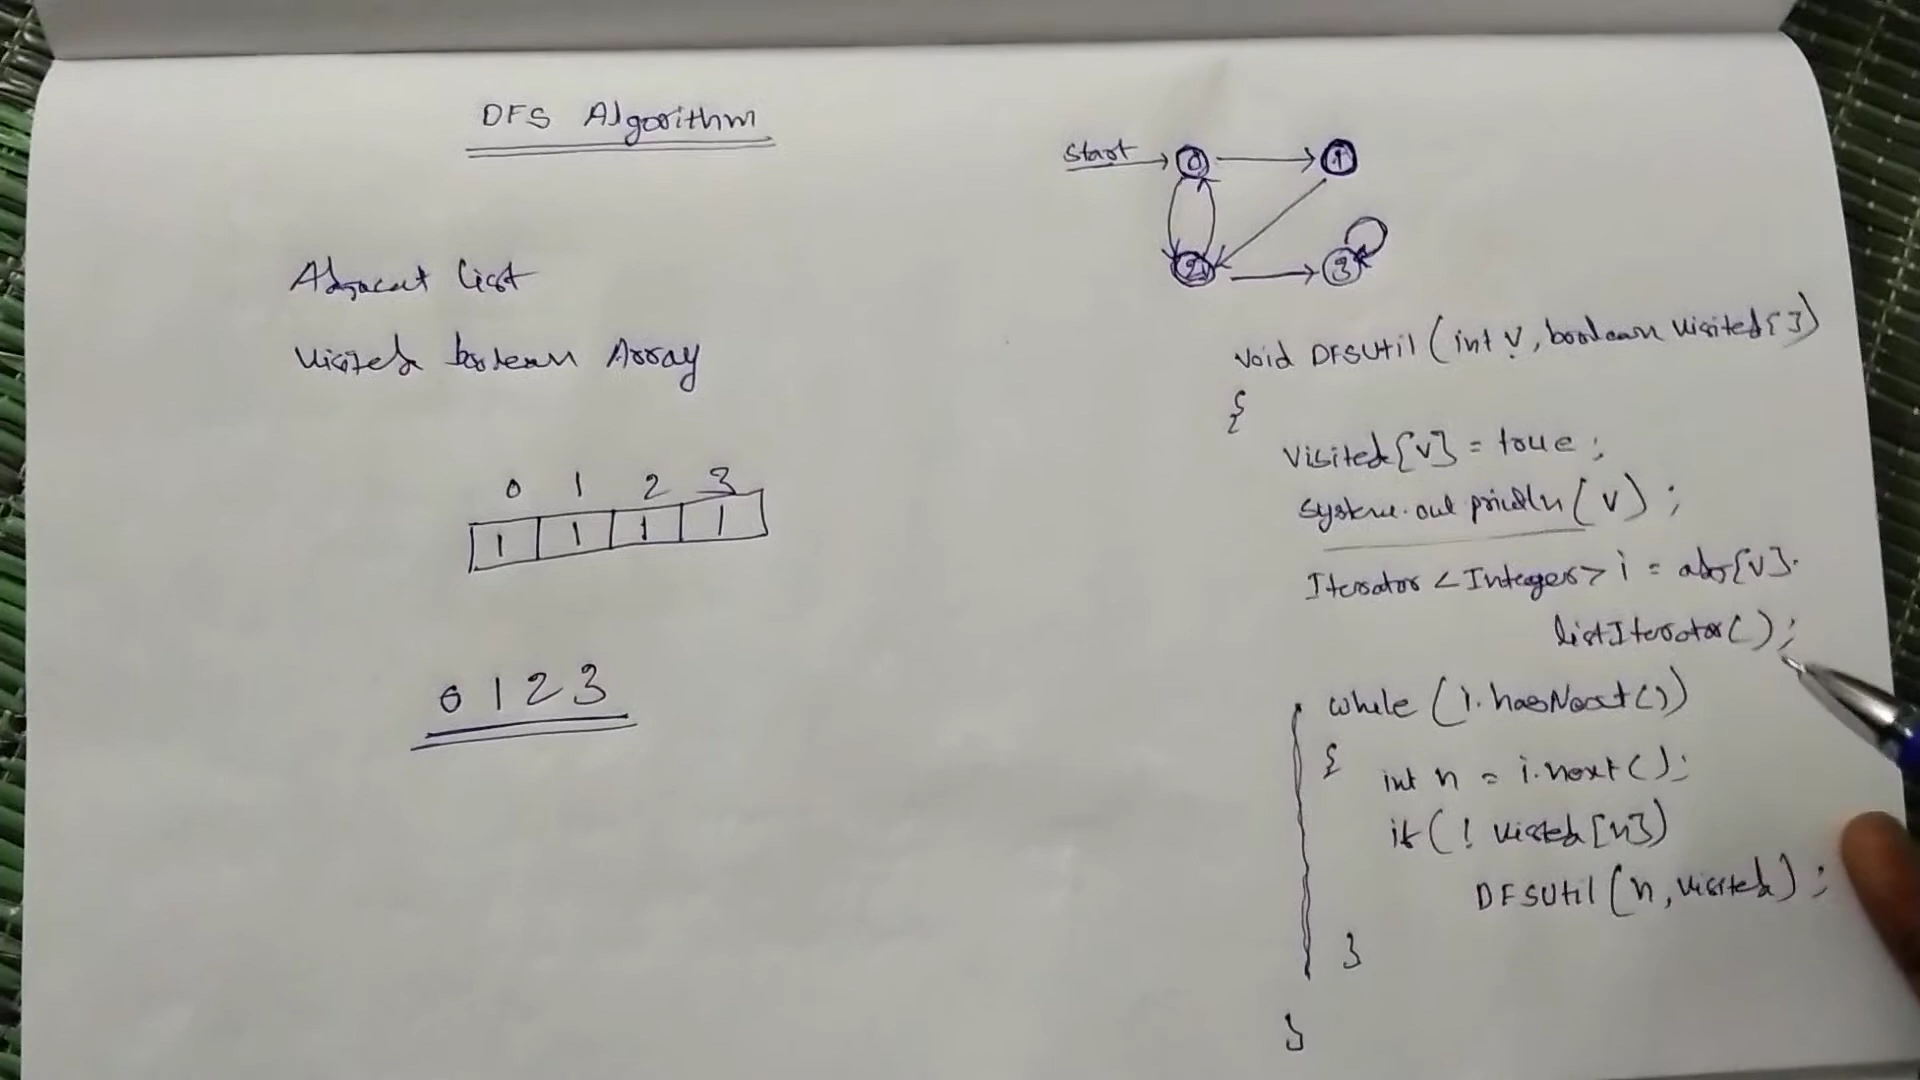 DFS Algorithm
Start
0
1
2
3
Adjacent list
Visited boolean Array
0 1 2 3
1 1 1 1
0 1 2 3
void DFSUtil (int v, boolean visited[])
{
Visited[v] = true;
System.out.println(v);
Iterator <Integer> i = adj[v].
listIterator();
while (i.hasNext())
{
int n = i.next();
if (! visited[n])
DFSUtil (n, visited);
}
}